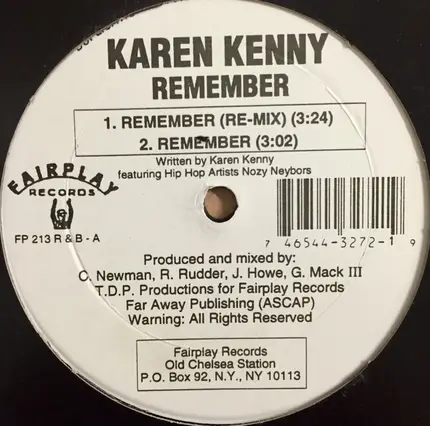 KAREN KENNY
REMEMBER
1. REMEMBER (RE-MIX) (3:24)
2. REMEMBER (3:02)
Written by Karen Kenny
featuring Hip Hop Artists Nozy Neybors
FAIRPLAY
RECORDS
FP 213 R & B - A
7 46544-3272-1 9
Produced and mixed by:
C. Newman, R. Rudder, J. Howe, G. Mack III
T.D.P. Productions for Fairplay Records
Far Away Publishing (ASCAP)
Warning: All Rights Reserved
Fairplay Records
Old Chelsea Station
P.O. Box 92, N.Y., NY 10113